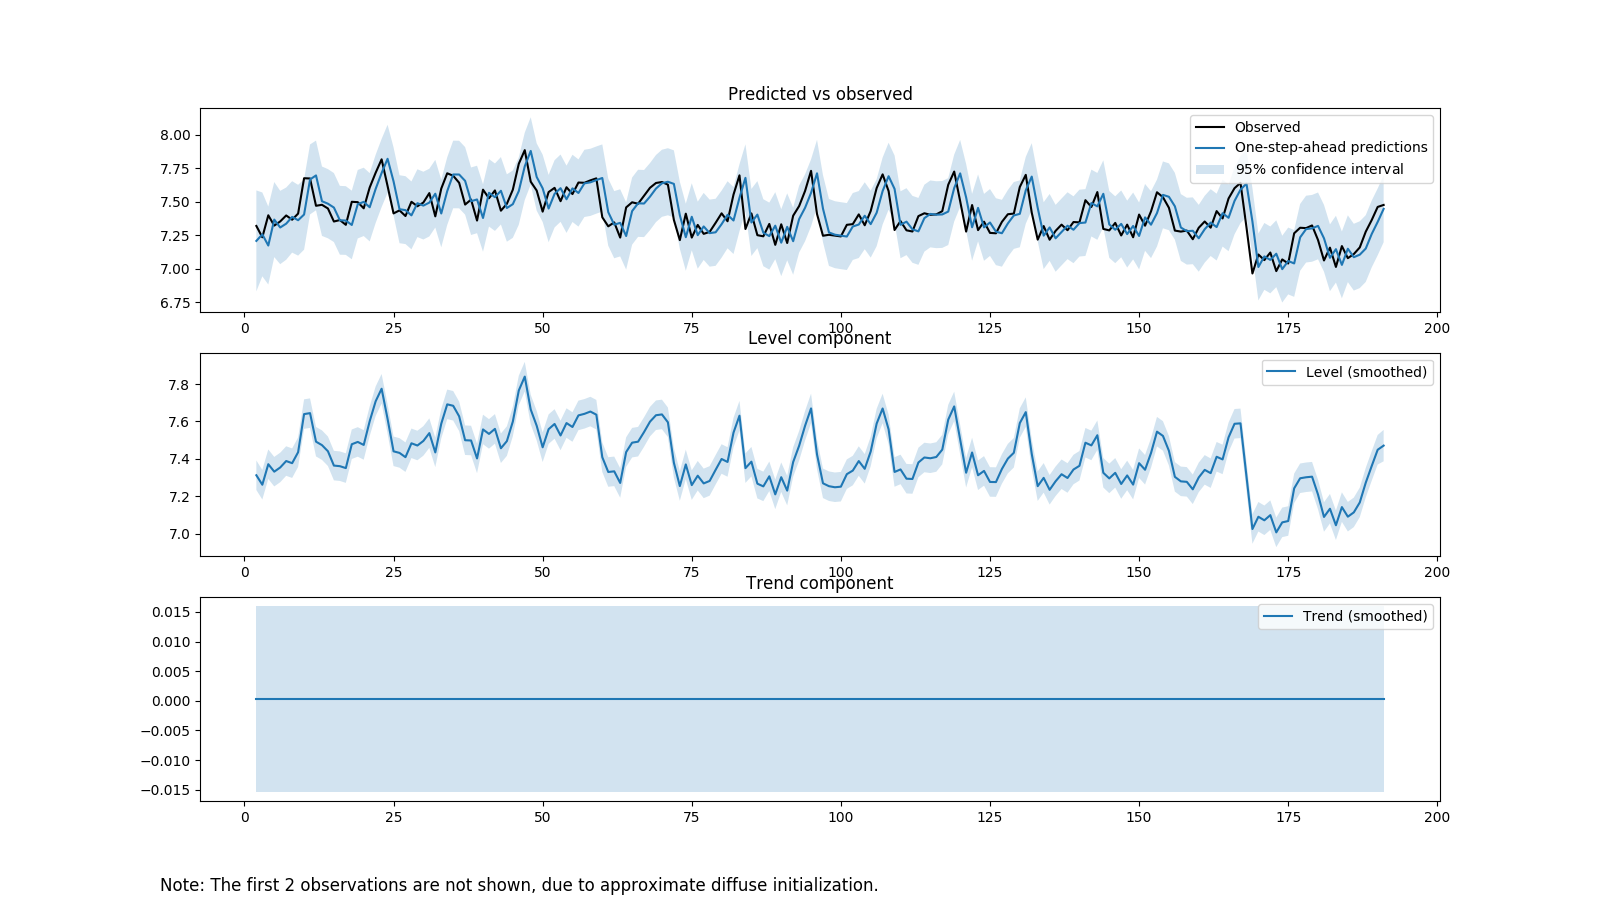 Predicted vs observed
8.00
7.75
7.50
7.25
7.00
6.75
Observed
One-step-ahead predictions
95% confidence interval
0 25 50 75 100 125 150 175 200
Level component
7.8
7.6
7.4
7.2
7.0
Level (smoothed)
0 25 50 75 100 125 150 175 200
Trend component
0.015
0.010
0.005
0.000
−0.005
−0.010
−0.015
Trend (smoothed)
0 25 50 75 100 125 150 175 200
Note: The first 2 observations are not shown, due to approximate diffuse initialization.